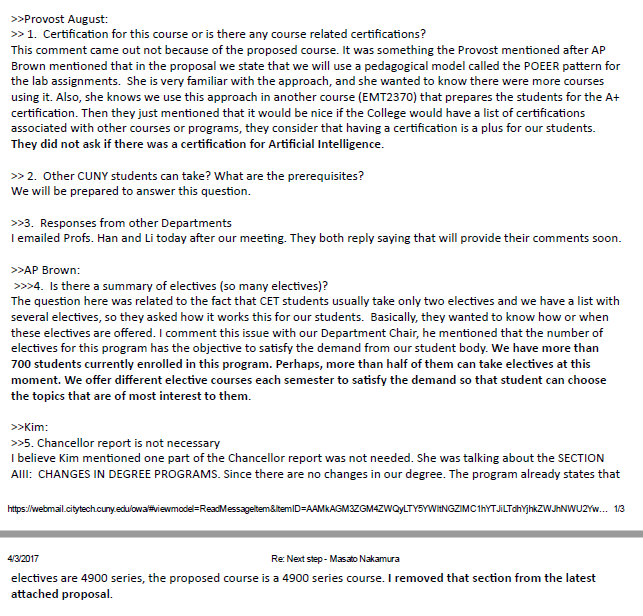 >>Provost August:
>> 1.  Certification for this course or is there any course related certifications?
This comment came out not because of the proposed course. It was something the Provost mentioned after AP
Brown mentioned that in the proposal we state that we will use a pedagogical model called the POEER pattern for
the lab assignments.  She is very familiar with the approach, and she wanted to know there were more courses
using it. Also, she knows we use this approach in another course (EMT2370) that prepares the students for the A+
certification. Then they just mentioned that it would be nice if the College would have a list of certifications
associated with other courses or programs, they consider that having a certification is a plus for our students.
They did not ask if there was a certification for Artificial Intelligence.
>> 2.  Other CUNY students can take? What are the prerequisites?
We will be prepared to answer this question.
>>3.  Responses from other Departments
I emailed Profs. Han and Li today after our meeting. They both reply saying that will provide their comments soon.
>>AP Brown:
>>>4.  Is there a summary of electives (so many electives)?
The question here was related to the fact that CET students usually take only two electives and we have a list with
several electives, so they asked how it works this for our students.  Basically, they wanted to know how or when
these electives are offered. I comment this issue with our Department Chair, he mentioned that the number of
electives for this program has the objective to satisfy the demand from our student body. We have more than
700 students currently enrolled in this program. Perhaps, more than half of them can take electives at this
moment. We offer different elective courses each semester to satisfy the demand so that student can choose
the topics that are of most interest to them.
>>Kim:
>>5. Chancellor report is not necessary
I believe Kim mentioned one part of the Chancellor report was not needed. She was talking about the SECTION
AIII:  CHANGES IN DEGREE PROGRAMS. Since there are no changes in our degree. The program already states that
https://webmail.citytech.cuny.edu/owa/#viewmodel=ReadMessageItem&ItemID=AAMkAGM3ZGM4ZWQyLTY5YWItNGZlMC1hYTJiLTdhYjhkZWJhNWU2Yw... 1/3
4/3/2017 Re: Next step - Masato Nakamura
electives are 4900 series, the proposed course is a 4900 series course. I removed that section from the latest
attached proposal.